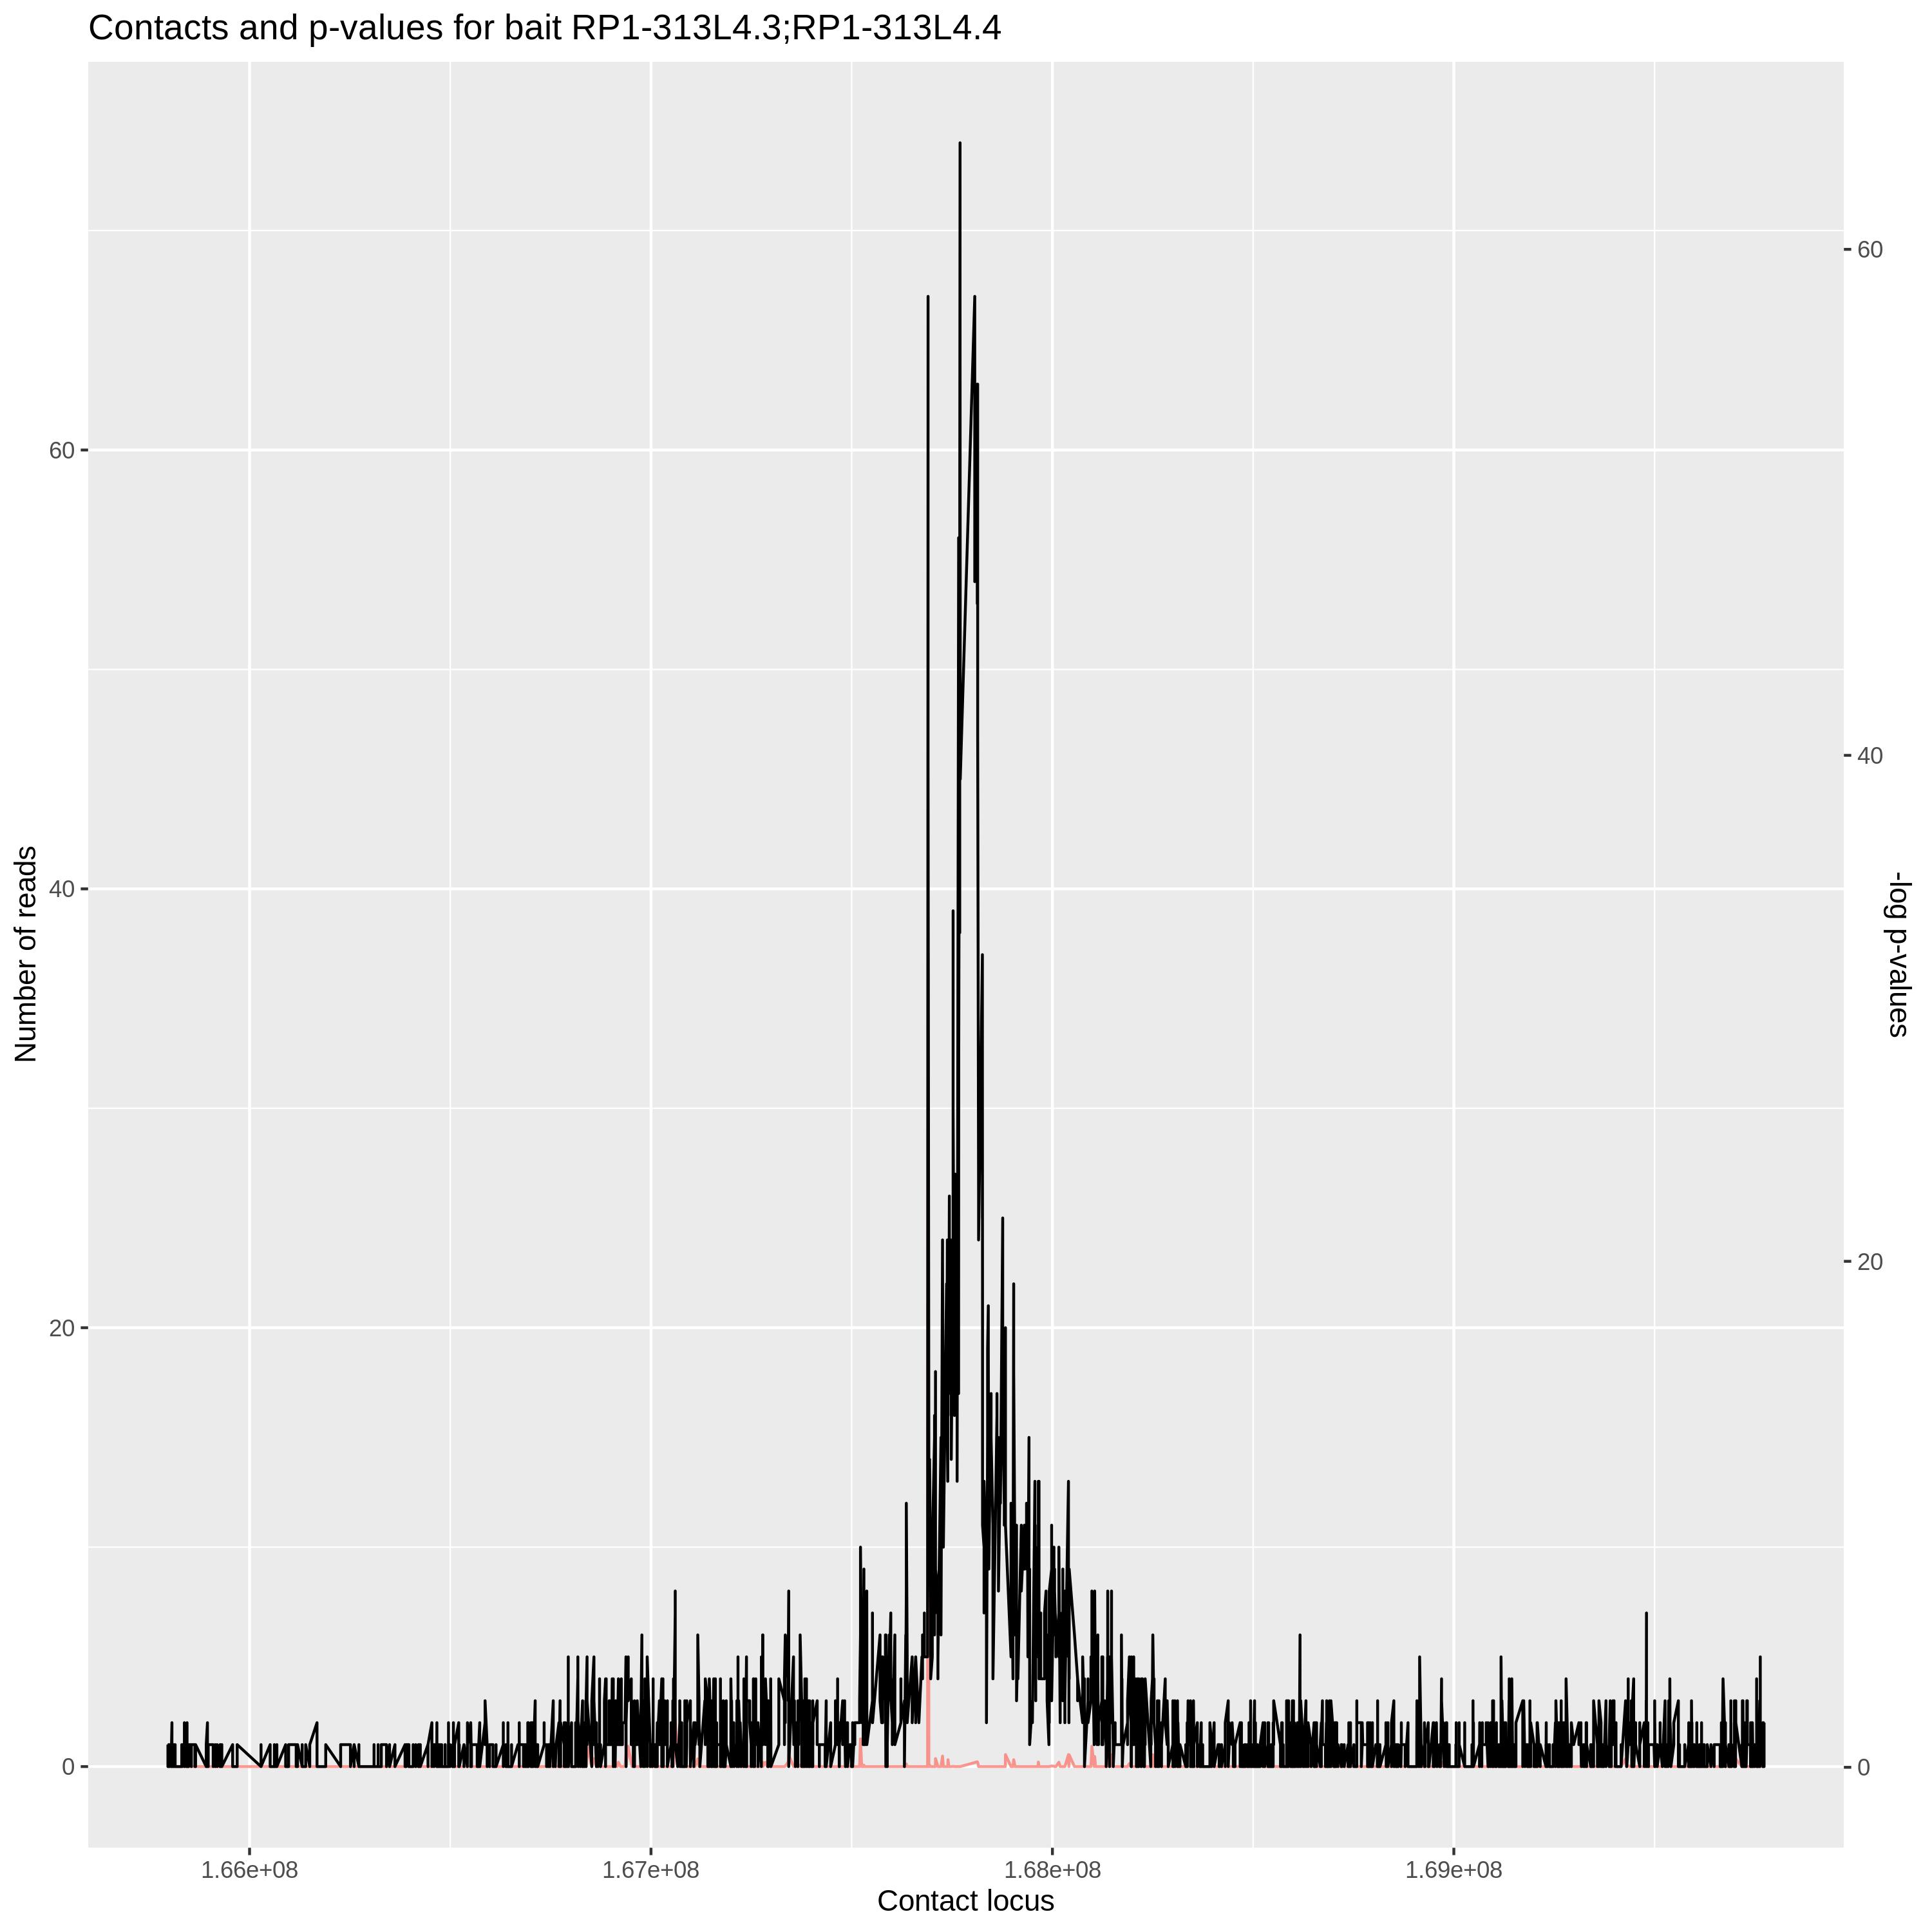 Contacts and p-values for bait RP1-313L4.3;RP1-313L4.4
Number of reads
60
40
20
0
60
40
20
0
-log p-values
1.66e+08 1.67e+08 1.68e+08 1.69e+08
Contact locus